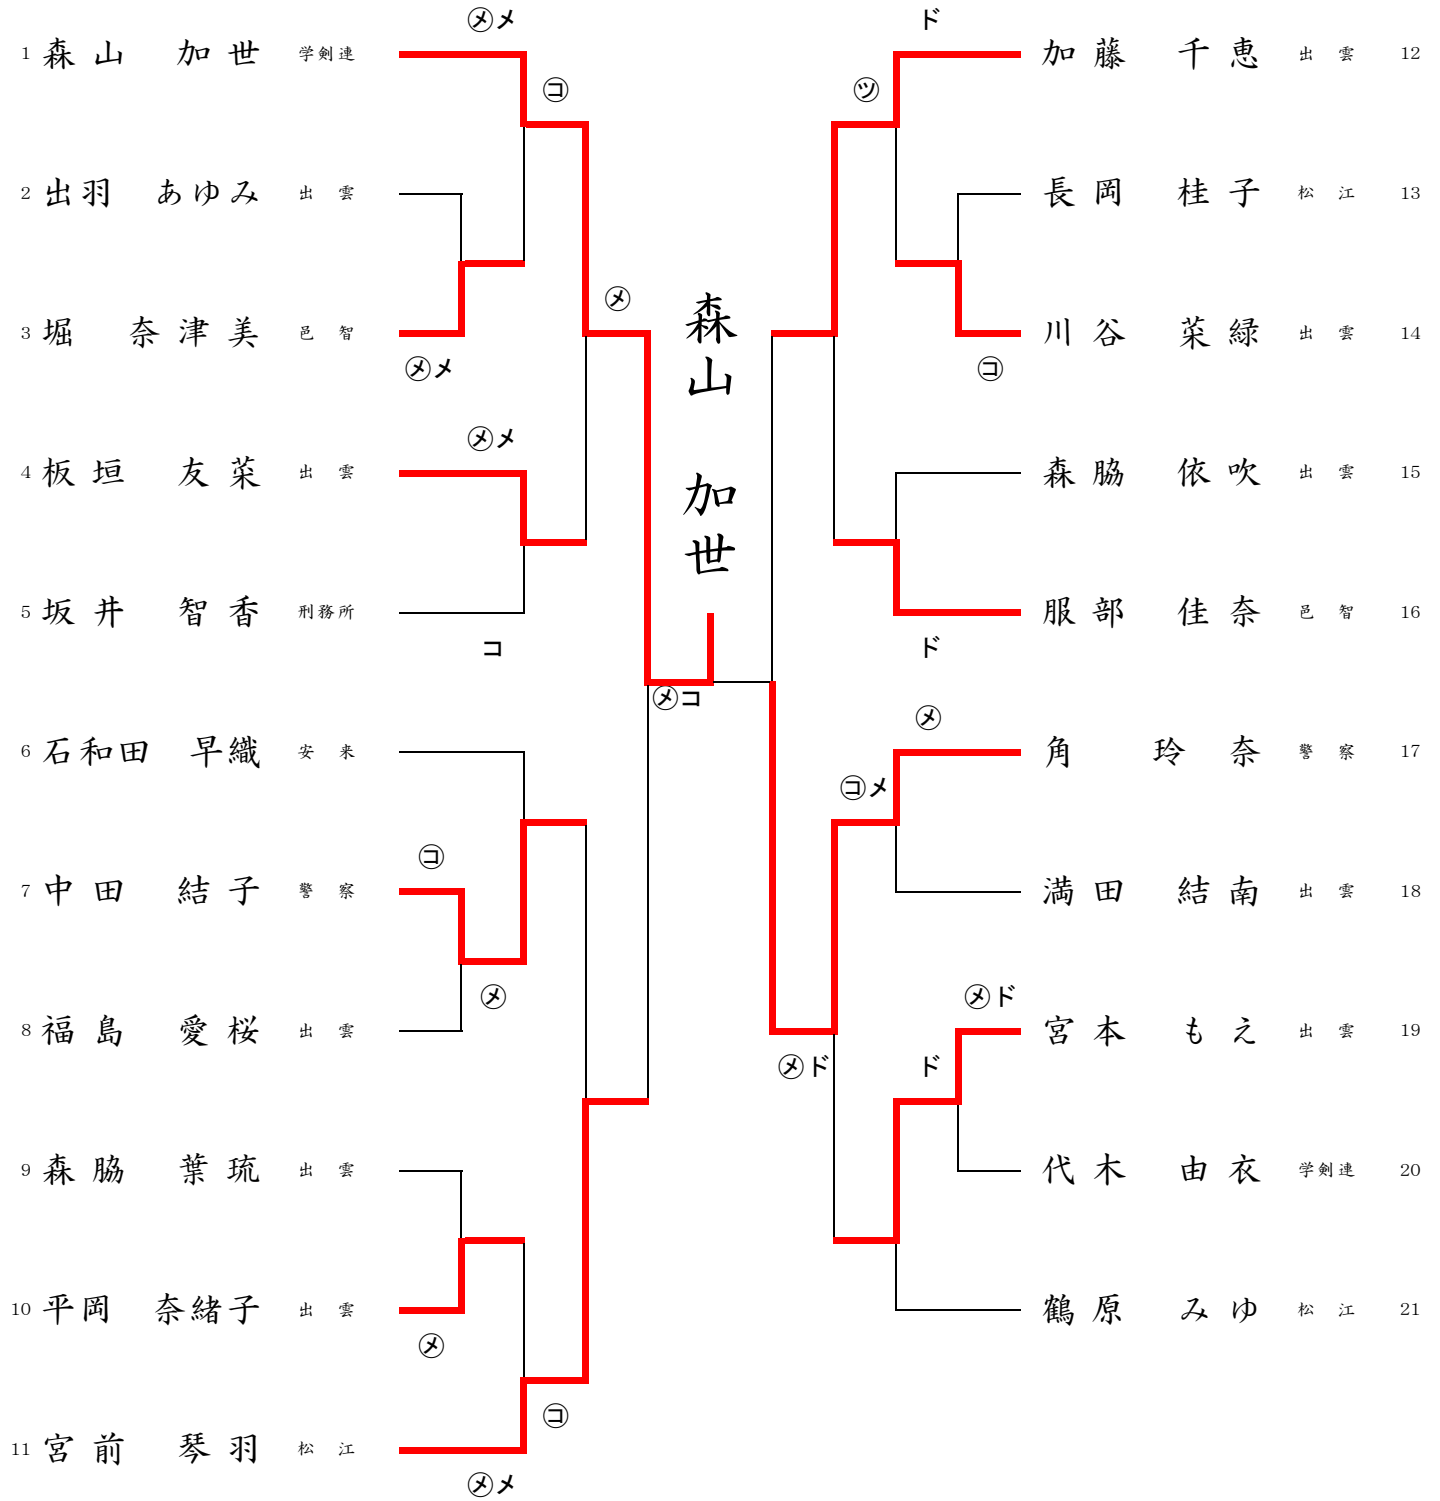 ㋱メ
1 森山 加世 学剣連
㋙
2 出羽 あゆみ 出雲
3 堀 奈津美 邑智
㋱メ
㋱
㋱メ
4 板垣 友菜 出雲
5 坂井 智香 刑務所
コ
6 石和田 早織 安来
㋙
7 中田 結子 警察
㋱
8 福島 愛桜 出雲
9 森脇 葉琉 出雲
10 平岡 奈緒子 出雲
㋱
㋙
11 宮前 琴羽 松江
㋱メ
森山 加世
㋱コ
ド
加藤 千恵 出雲 12
㋡
長岡 桂子 松江 13
川谷 菜緑 出雲 14
㋙
森脇 依吹 出雲 15
服部 佳奈 邑智 16
ド
㋱
角 玲奈 警察 17
㋙メ
満田 結南 出雲 18
㋱ド
宮本 もえ 出雲 19
㋱ド
ド
代木 由衣 学剣連 20
鶴原 みゆ 松江 21